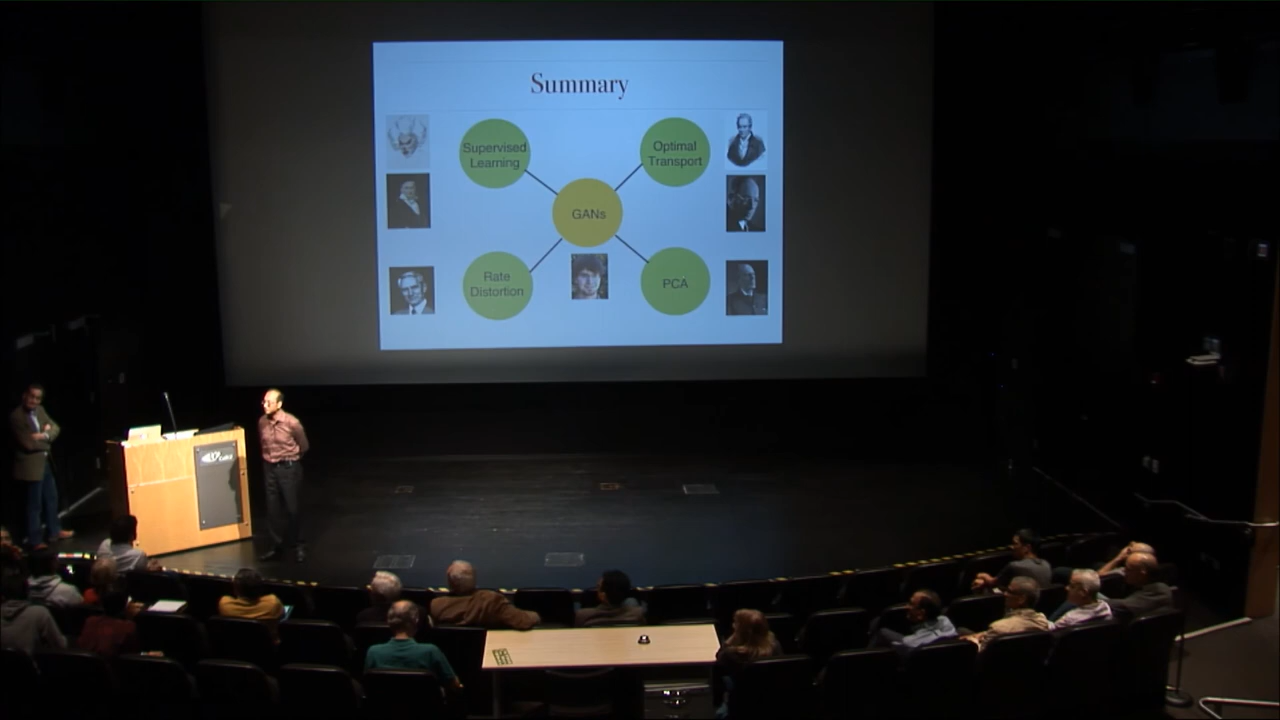 Summary
Supervised
Learning
Optimal
Transport
GANs
Rate
Distortion
PCA